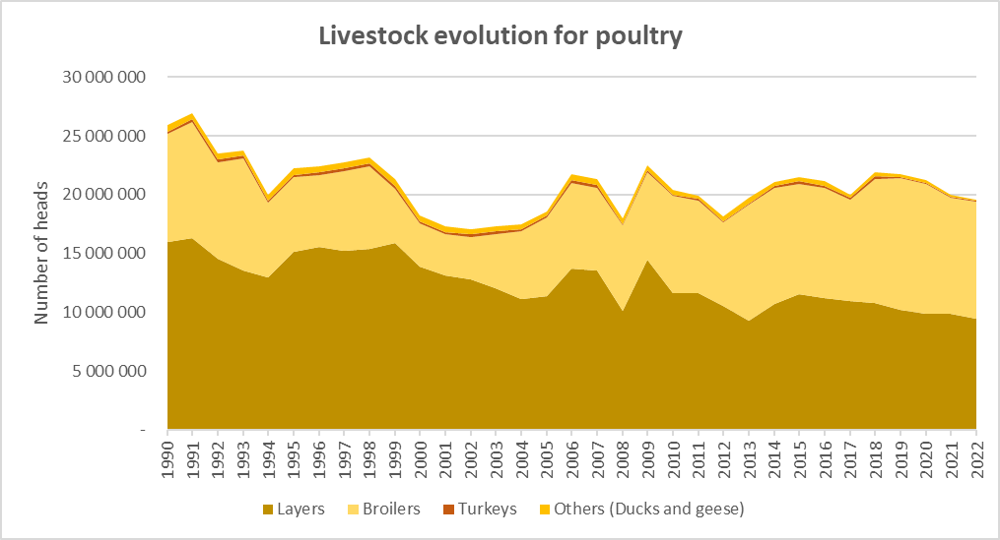 Livestock evolution for poultry
Number of heads
30 000 000
25 000 000
20 000 000
15 000 000
10 000 000
5 000 000
-
1990
1991
1992
1993
1994
1995
1996
1997
1998
1999
2000
2001
2002
2003
2004
2005
2006
2007
2008
2009
2010
2011
2012
2013
2014
2015
2016
2017
2018
2019
2020
2021
2022
Layers
Broilers
Turkeys
Others (Ducks and geese)